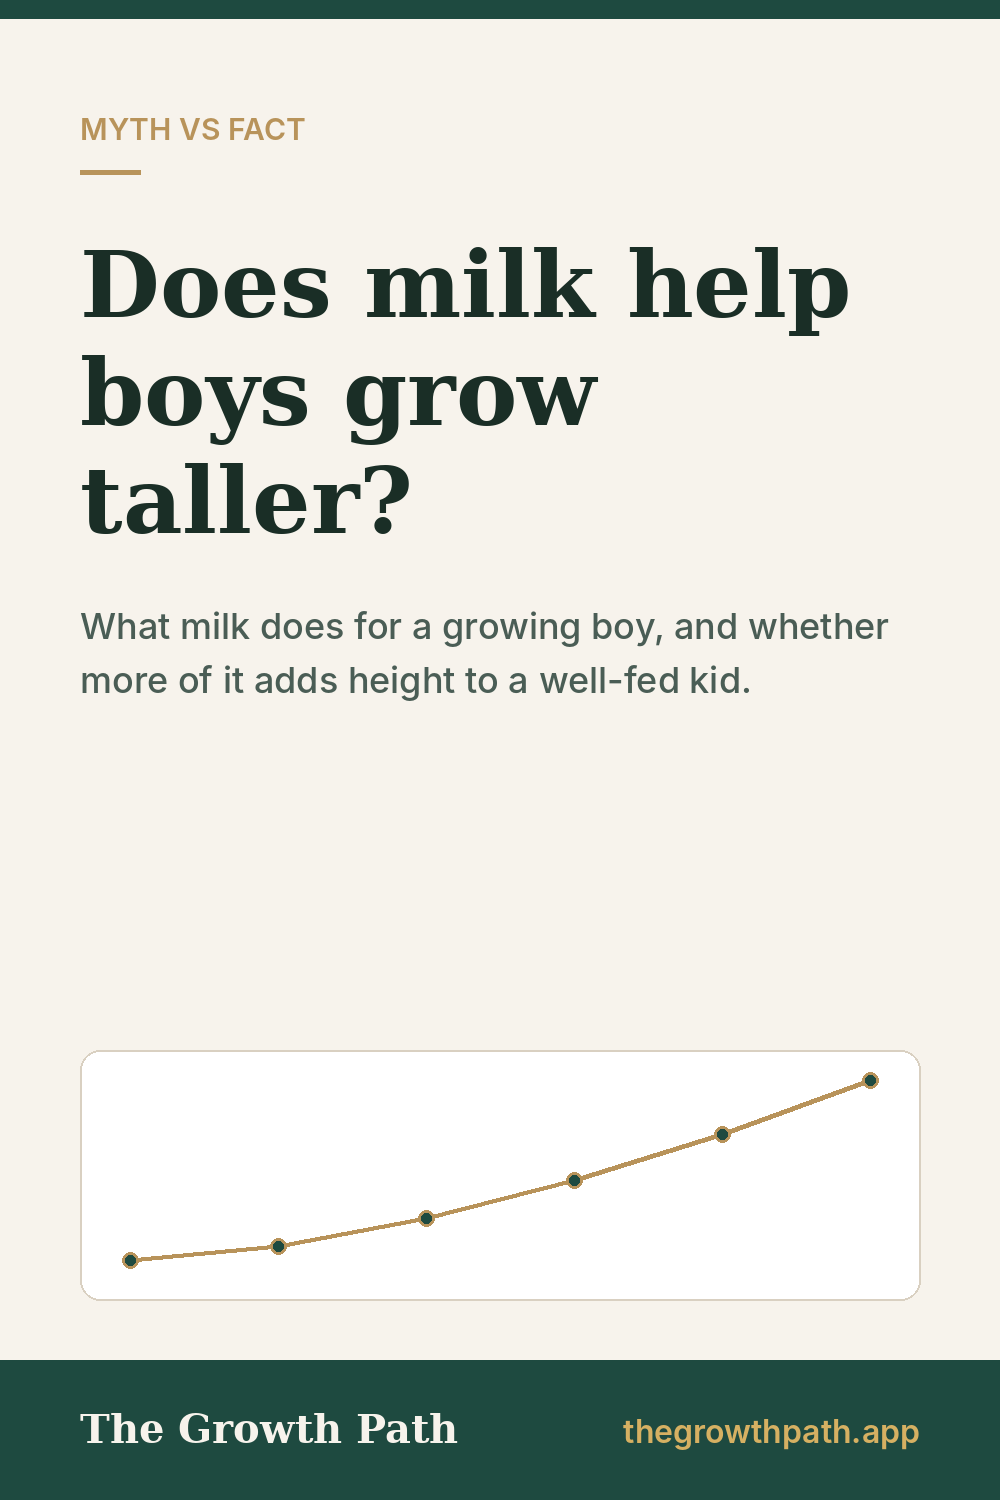 MYTH VS FACT
Does milk help
boys grow
taller?
What milk does for a growing boy, and whether
more of it adds height to a well-fed kid.
The Growth Path
thegrowthpath.app